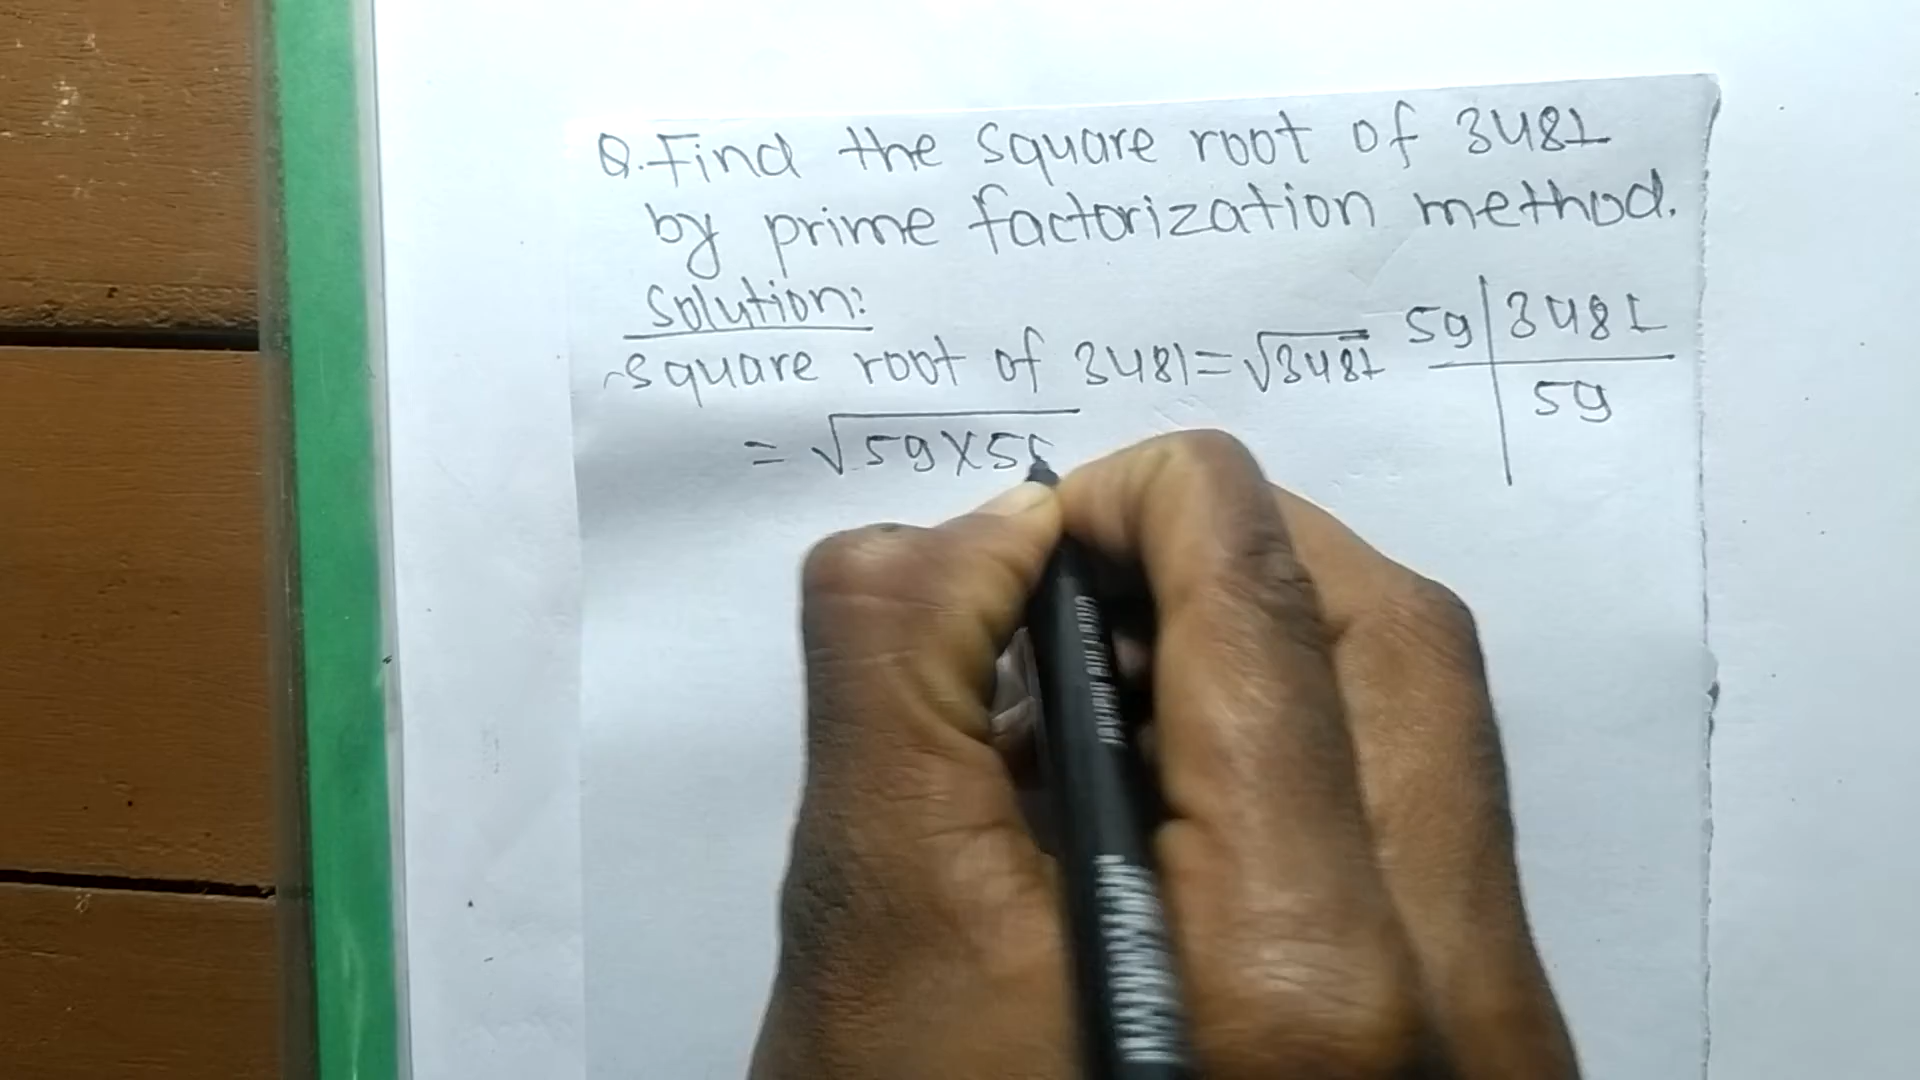 Q. Find the square root of 3481
by prime factorization method.
Solution:
square root of 3481 = √3481
59 | 3481
59
= √59×5